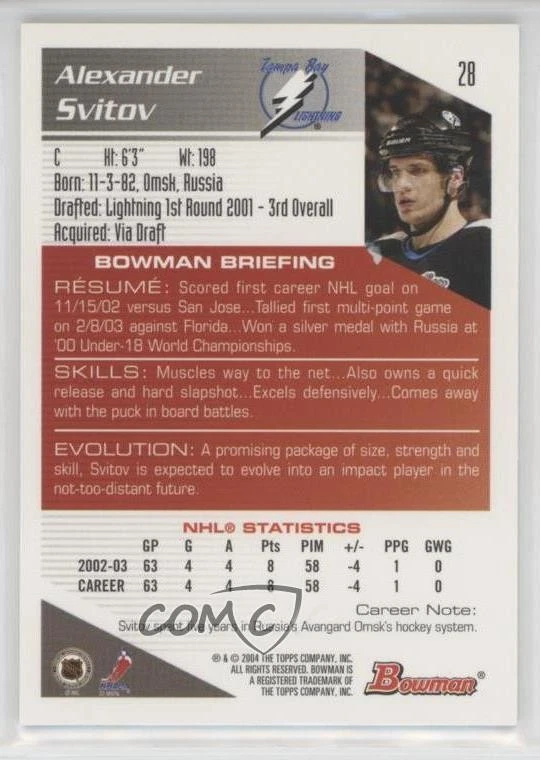 Alexander
Svitov
Tampa Bay
LIGHTNING
28
C Ht: 6'3" Wt: 198
Born: 11-3-82, Omsk, Russia
Drafted: Lightning 1st Round 2001 - 3rd Overall
Acquired: Via Draft
BAUER
BOWMAN BRIEFING
RÉSUMÉ: Scored first career NHL goal on
11/15/02 versus San Jose...Tallied first multi-point game
on 2/8/03 against Florida...Won a silver medal with Russia at
'00 Under-18 World Championships.
SKILLS: Muscles way to the net...Also owns a quick
release and hard slapshot...Excels defensively...Comes away
with the puck in board battles.
EVOLUTION: A promising package of size, strength and
skill, Svitov is expected to evolve into an impact player in the
not-too-distant future.
NHL® STATISTICS
GP G A Pts PIM +/- PPG GWG
2002-03 63 4 4 8 58 -4 1 0
CAREER 63 4 4 8 58 -4 1 0
Career Note:
Svitov spent five years in Russia's Avangard Omsk's hockey system.
COMC
® & © 2004 THE TOPPS COMPANY, INC.
ALL RIGHTS RESERVED. BOWMAN IS
A REGISTERED TRADEMARK OF
THE TOPPS COMPANY, INC.
Bowman®